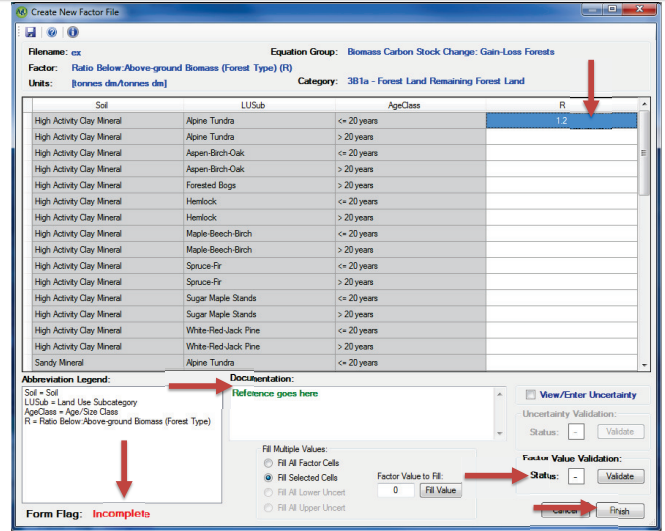 Create New Factor File
Filename: ex
Equation Group: Biomass Carbon Stock Change: Gain-Loss Forests
Factor: Ratio Below:Above-ground Biomass (Forest Type) (R)
Units: [tonnes dm/tonnes dm]
Category: 3B1a - Forest Land Remaining Forest Land
Soil LUSub AgeClass R
High Activity Clay Mineral Alpine Tundra <= 20 years 1.2
High Activity Clay Mineral Alpine Tundra > 20 years
High Activity Clay Mineral Aspen-Birch-Oak <= 20 years
High Activity Clay Mineral Aspen-Birch-Oak > 20 years
High Activity Clay Mineral Forested Bogs > 20 years
High Activity Clay Mineral Hemlock <= 20 years
High Activity Clay Mineral Hemlock > 20 years
High Activity Clay Mineral Maple-Beech-Birch <= 20 years
High Activity Clay Mineral Maple-Beech-Birch > 20 years
High Activity Clay Mineral Spruce-Fir <= 20 years
High Activity Clay Mineral Spruce-Fir > 20 years
High Activity Clay Mineral Sugar Maple Stands <= 20 years
High Activity Clay Mineral Sugar Maple Stands > 20 years
High Activity Clay Mineral White-Red-Jack Pine <= 20 years
High Activity Clay Mineral White-Red-Jack Pine > 20 years
Sandy Mineral Alpine Tundra <= 20 years
Abbreviation Legend:
Soil = Soil
LUSub = Land Use Subcategory
AgeClass = Age/Size Class
R = Ratio Below:Above-ground Biomass (Forest Type)
Form Flag: Incomplete
Documentation:
Reference goes here
Fill Multiple Values:
Fill All Factor Cells
Fill Selected Cells
Fill All Lower Uncert
Fill All Upper Uncert
Factor Value to Fill:
0 Fill Value
View/Enter Uncertainty
Uncertainty Validation:
Status: - Validate
Factor Value Validation:
Status: - Validate
Cancel Finish